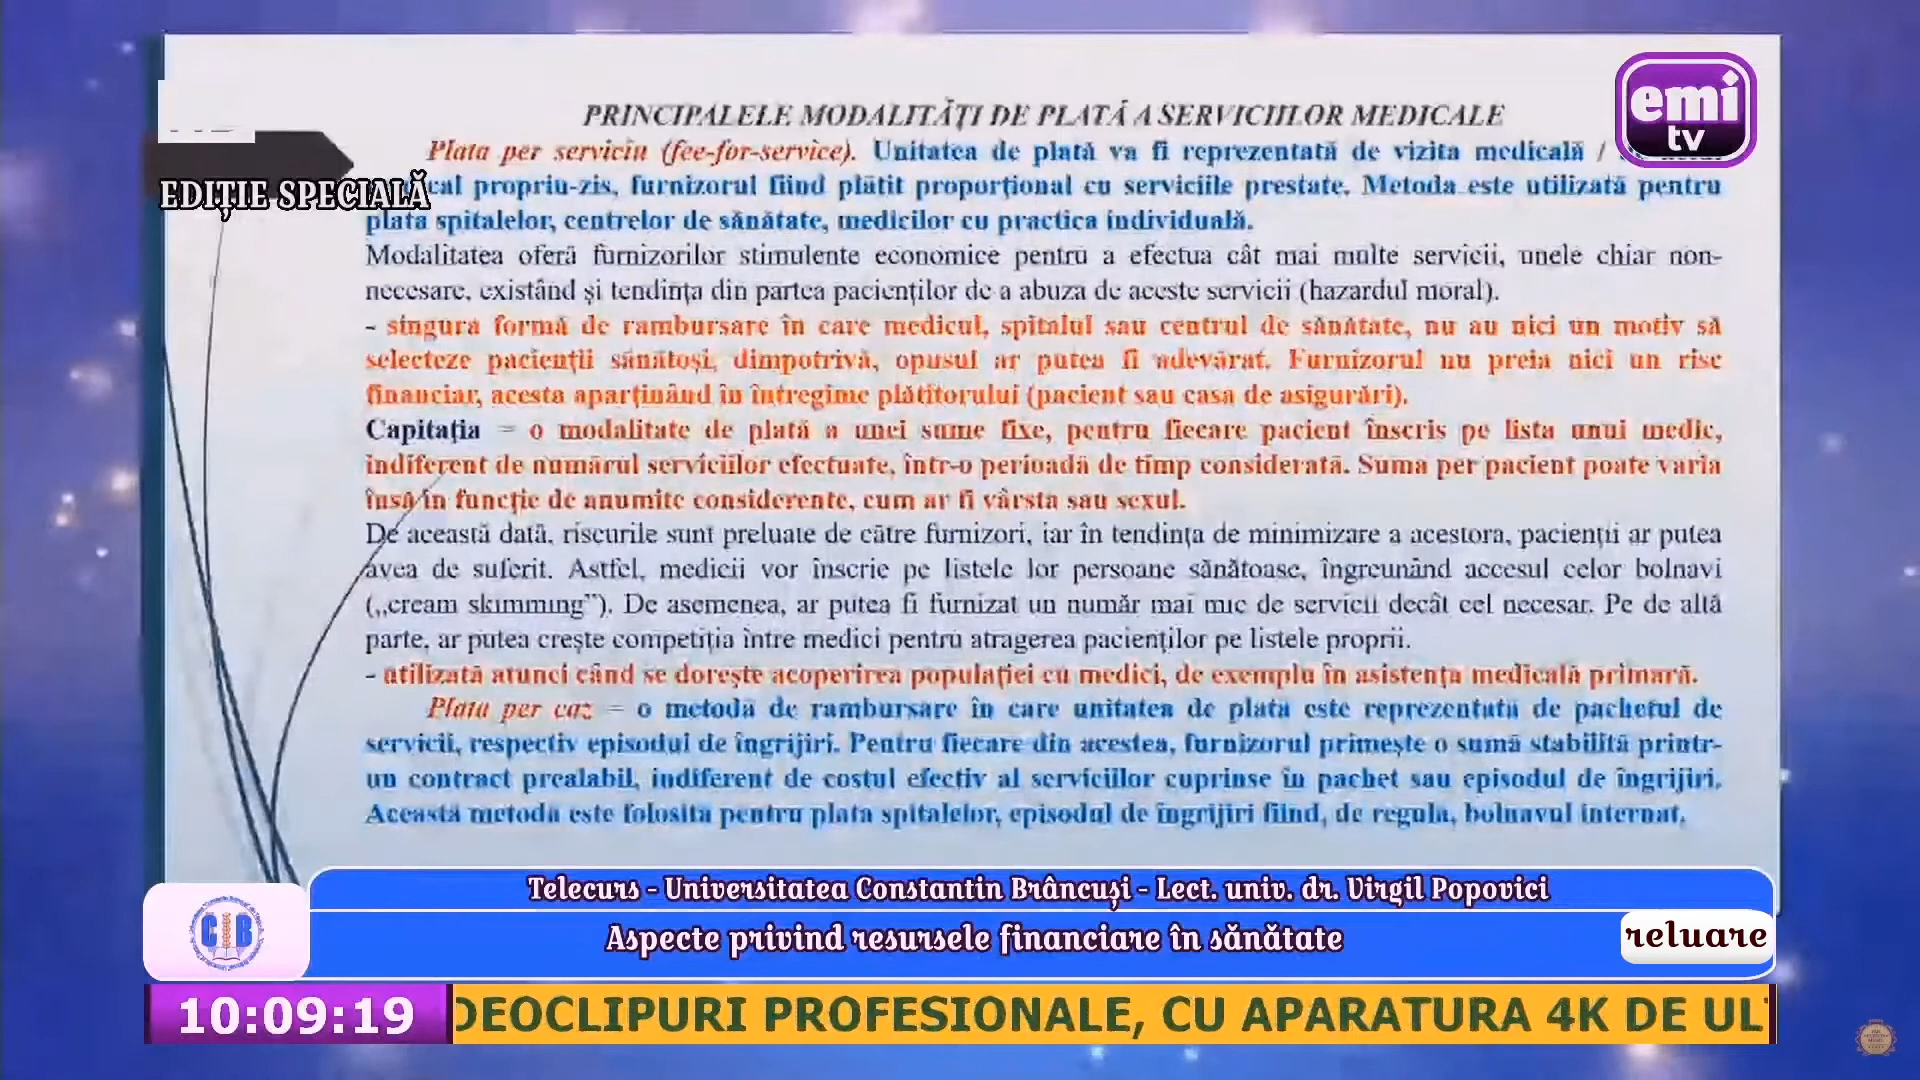 PRINCIPALELE MODALITĂȚI DE PLATĂ A SERVICIILOR MEDICALE
emi
tv
Plata per serviciu (fee-for-service). Unitatea de plată va fi reprezentată de vizita medicală /
EDIȚIE SPECIALĂ
cal propriu-zis, furnizorul fiind plătit proporțional cu serviciile prestate. Metoda este utilizată pentru
plata spitalelor, centrelor de sănătate, medicilor cu practica individuală.
Modalitatea oferă furnizorilor stimulente economice pentru a efectua cât mai multe servicii, unele chiar non-
necesare, existând și tendința din partea pacienților de a abuza de aceste servicii (hazardul moral).
- singura formă de rambursare în care medicul, spitalul sau centrul de sănătate, nu au nici un motiv să
selecteze pacienții sănătoși, dimpotrivă, opusul ar putea fi adevărat. Furnizorul nu preia nici un risc
financiar, acesta aparținând în întregime plătitorului (pacient sau casa de asigurări).
Capitația = o modalitate de plată a unei sume fixe, pentru fiecare pacient înscris pe lista unui medic,
indiferent de numărul serviciilor efectuate, într-o perioadă de timp considerată. Suma per pacient poate varia
însă în funcție de anumite considerente, cum ar fi vârsta sau sexul.
De această dată, riscurile sunt preluate de către furnizori, iar în tendința de minimizare a acestora, pacienții ar putea
avea de suferit. Astfel, medicii vor înscrie pe listele lor persoane sănătoase, îngreunând accesul celor bolnavi
(„cream skimming”). De asemenea, ar putea fi furnizat un număr mai mic de servicii decât cel necesar. Pe de altă
parte, ar putea crește competiția între medici pentru atragerea pacienților pe listele proprii.
- utilizată atunci când se dorește acoperirea populației cu medici, de exemplu în asistența medicală primară.
Plata per caz = o metodă de rambursare în care unitatea de plată este reprezentată de pachetul de
servicii, respectiv episodul de îngrijiri. Pentru fiecare din acestea, furnizorul primește o sumă stabilită printr-
un contract prealabil, indiferent de costul efectiv al serviciilor cuprinse în pachet sau episodul de îngrijiri.
Această metodă este folosită pentru plata spitalelor, episodul de îngrijiri fiind, de regulă, bolnavul internat.
Telecurs - Universitatea Constantin Brâncuși - Lect. univ. dr. Virgil Popovici
CB
Aspecte privind resursele financiare în sănătate
reluare
10:09:19
DEOCLIPURI PROFESIONALE, CU APARATURA 4K DE UL